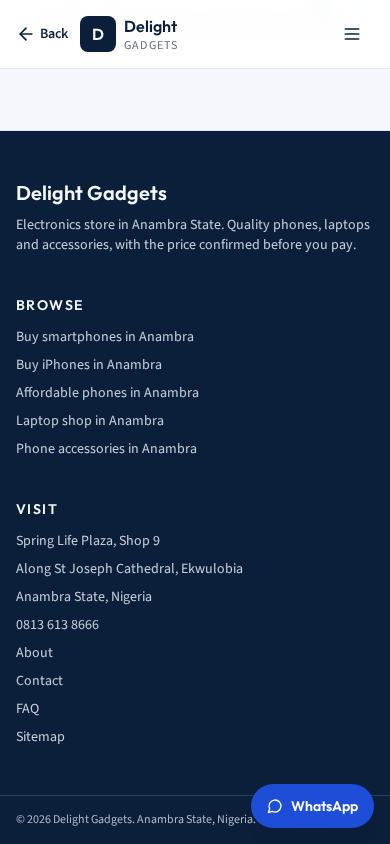 Back
D
Delight
GADGETS
Delight Gadgets
Electronics store in Anambra State. Quality phones, laptops
and accessories, with the price confirmed before you pay.
BROWSE
Buy smartphones in Anambra
Buy iPhones in Anambra
Affordable phones in Anambra
Laptop shop in Anambra
Phone accessories in Anambra
VISIT
Spring Life Plaza, Shop 9
Along St Joseph Cathedral, Ekwulobia
Anambra State, Nigeria
0813 613 8666
About
Contact
FAQ
Sitemap
© 2026 Delight Gadgets. Anambra State, Nigeria.
WhatsApp